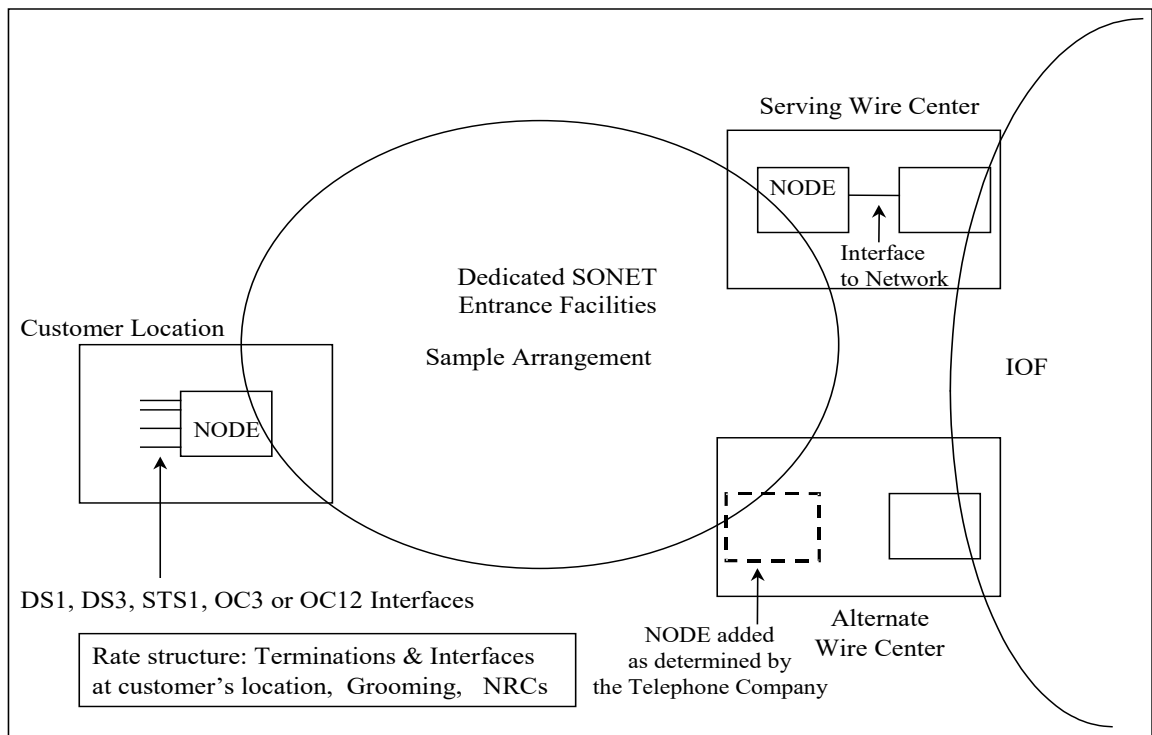 Serving Wire Center
NODE
Interface
to Network
Dedicated SONET
Entrance Facilities
Sample Arrangement
Customer Location
NODE
IOF
DS1, DS3, STS1, OC3 or OC12 Interfaces
NODE added
as determined by
the Telephone Company
Alternate
Wire Center
Rate structure: Terminations & Interfaces
at customer’s location, Grooming, NRCs